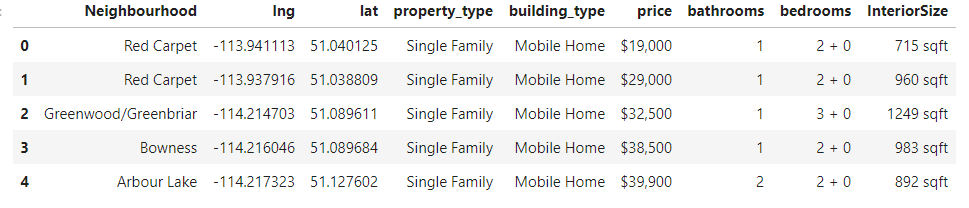 Neighbourhood lng lat property_type building_type price bathrooms bedrooms InteriorSize
0 Red Carpet -113.941113 51.040125 Single Family Mobile Home $19,000 1 2 + 0 715 sqft
1 Red Carpet -113.937916 51.038809 Single Family Mobile Home $29,000 1 2 + 0 960 sqft
2 Greenwood/Greenbriar -114.214703 51.089611 Single Family Mobile Home $32,500 1 3 + 0 1249 sqft
3 Bowness -114.216046 51.089684 Single Family Mobile Home $38,500 1 2 + 0 983 sqft
4 Arbour Lake -114.217323 51.127602 Single Family Mobile Home $39,900 2 2 + 0 892 sqft